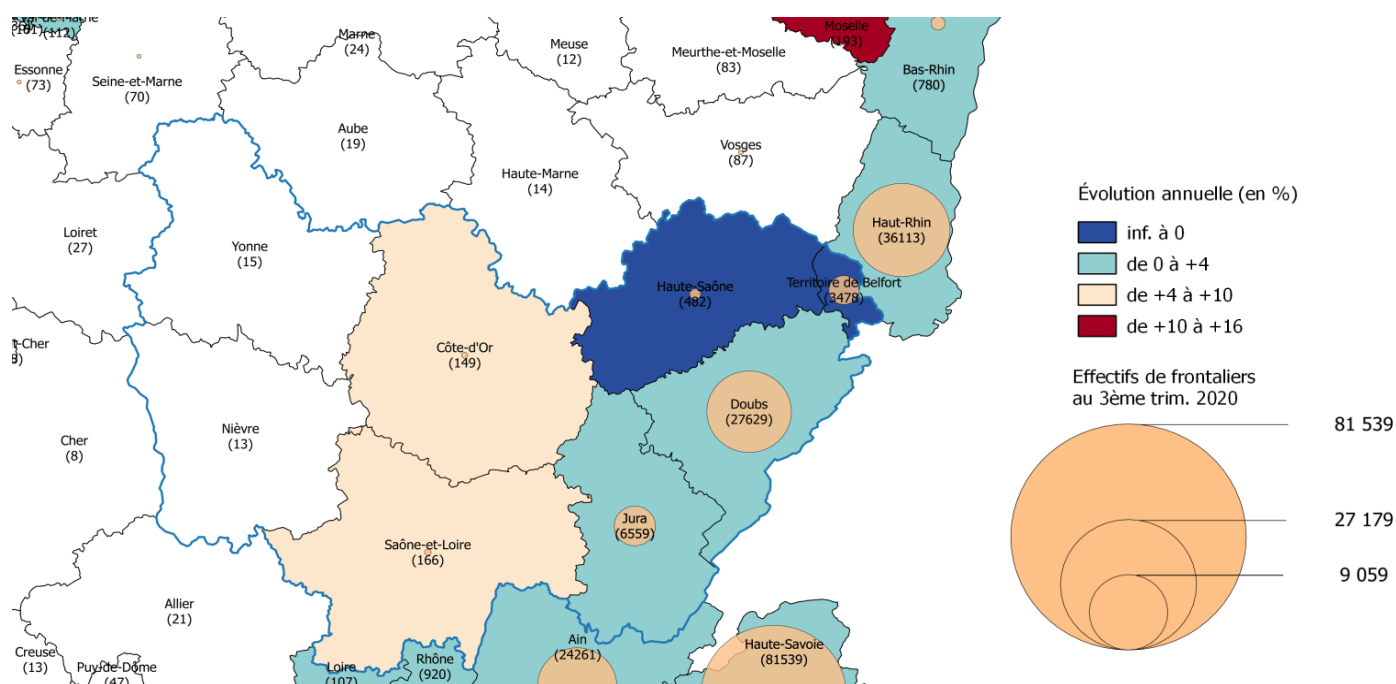 (112)
Marne
(24)
Meuse
(12)
Meurthe-et-Moselle
(83)
Moselle
(193)
Essonne
(73)
Seine-et-Marne
(70)
Bas-Rhin
(780)
Aube
(19)
Vosges
(87)
Haute-Marne
(14)
Loiret
(27)
Yonne
(15)
Haut-Rhin
(36113)
Haute-Saône
(482)
Territoire de Belfort
(3478)
Côte-d'Or
(149)
Doubs
(27629)
Cher
(8)
Nièvre
(13)
Jura
(6559)
Saône-et-Loire
(166)
Allier
(21)
Creuse
(13)
Puy-de-Dôme
(47)
Loire
(107)
Rhône
(920)
Ain
(24261)
Haute-Savoie
(81539)
Évolution annuelle (en %)
inf. à 0
de 0 à +4
de +4 à +10
de +10 à +16
Effectifs de frontaliers
au 3ème trim. 2020
81 539
27 179
9 059